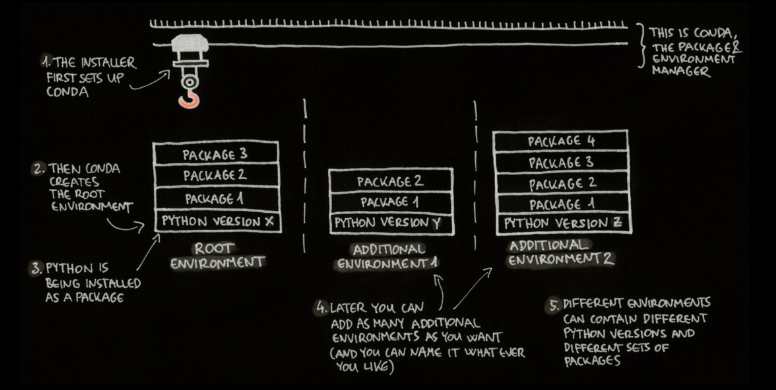 THIS IS CONDA,
THE PACKAGE &
ENVIRONMENT
MANAGER
1. THE INSTALLER
FIRST SETS UP
CONDA
2. THEN CONDA
CREATES
THE ROOT
ENVIRONMENT
3. PYTHON IS
BEING INSTALLED
AS A PACKAGE
PACKAGE 3
PACKAGE 2
PACKAGE 1
PYTHON VERSION X
ROOT
ENVIRONMENT
PACKAGE 2
PACKAGE 1
PYTHON VERSION Y
ADDITIONAL
ENVIRONMENT 1
PACKAGE 4
PACKAGE 3
PACKAGE 2
PACKAGE 1
PYTHON VERSION Z
ADDITIONAL
ENVIRONMENT 2
4. LATER YOU CAN
ADD AS MANY ADDITIONAL
ENVIRONMENTS AS YOU WANT
(AND YOU CAN NAME IT WHAT EVER
YOU LIKE)
5. DIFFERENT ENVIRONMENTS
CAN CONTAIN DIFFERENT
PYTHON VERSIONS AND
DIFFERENT SETS OF
PACKAGES